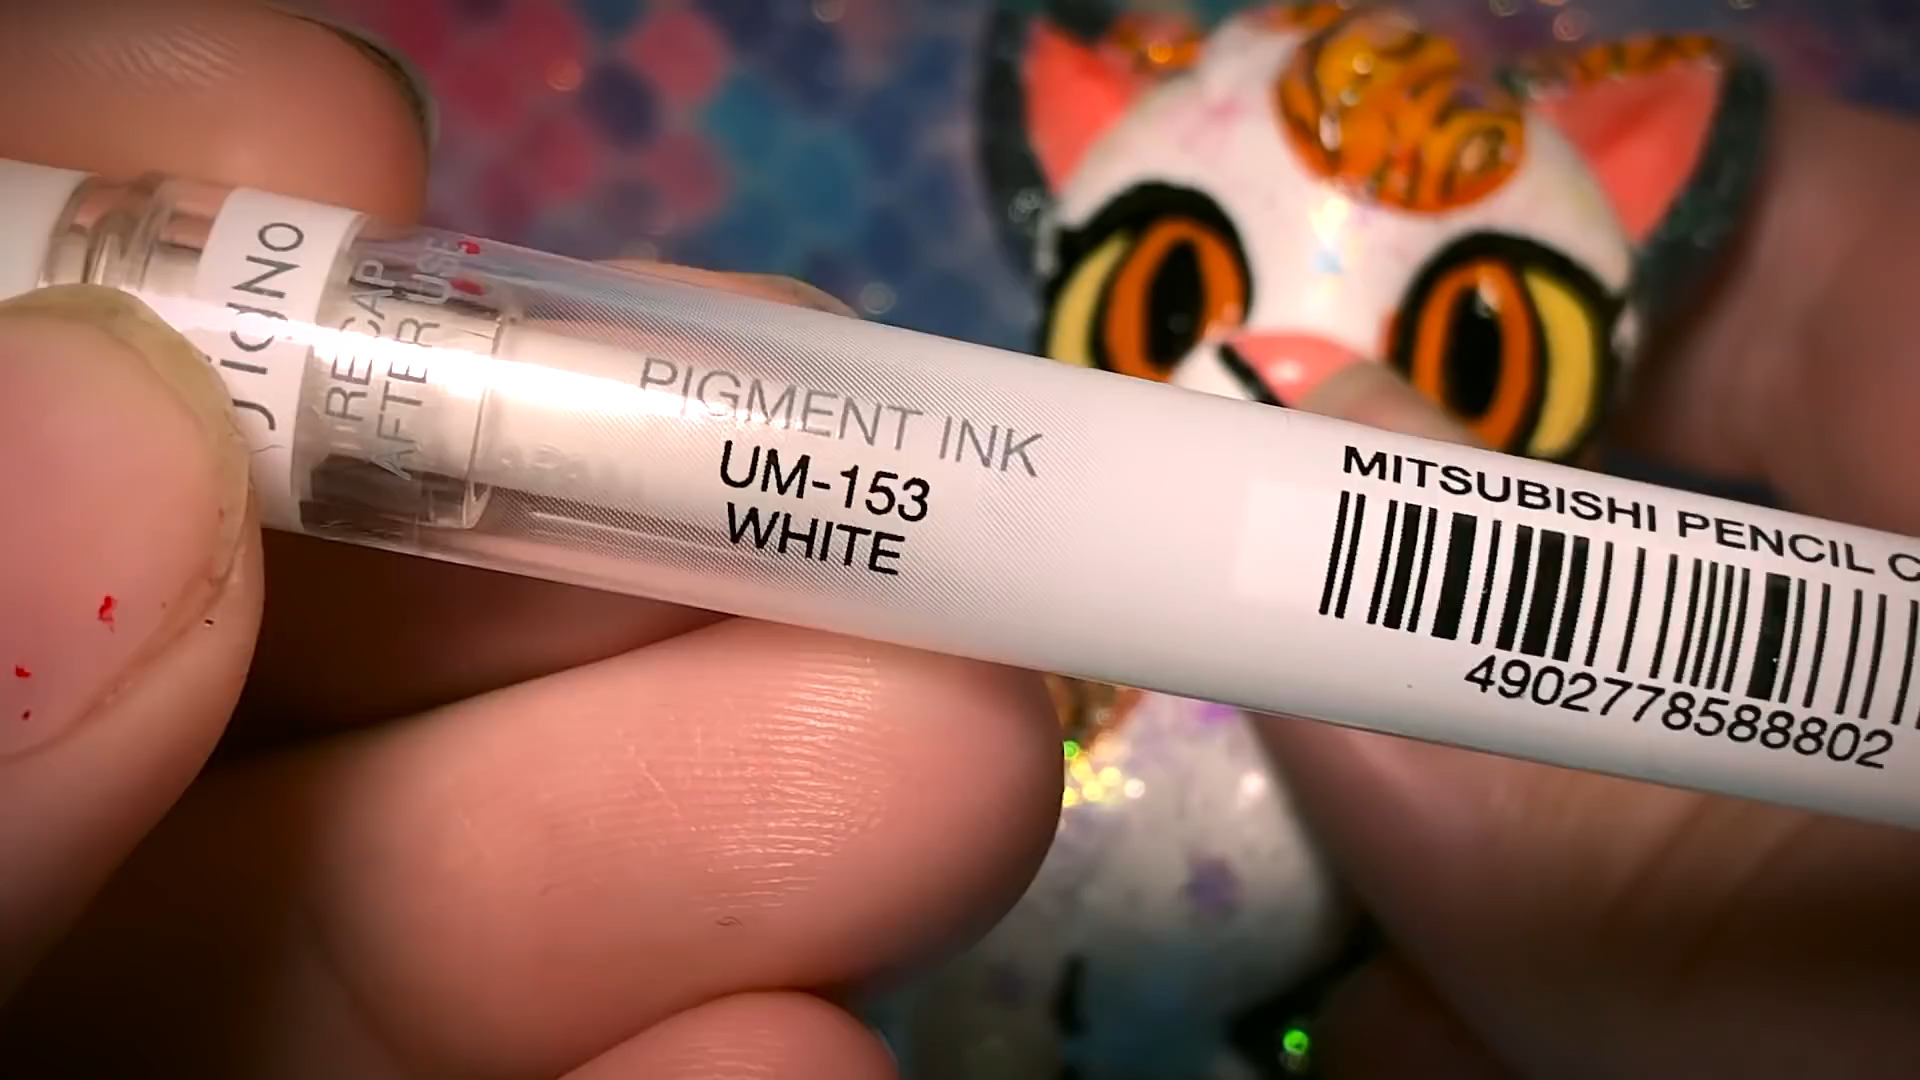 RECAP
AFTER USE
PIGMENT INK
UM-153
WHITE
MITSUBISHI PENCIL C
4902778588802